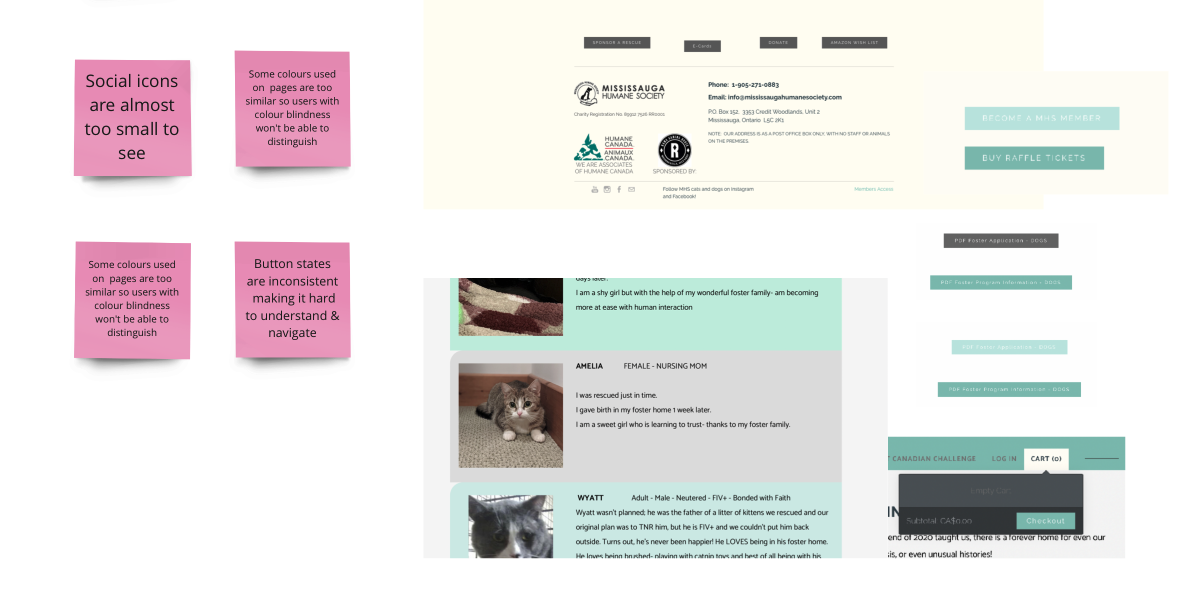 Social icons
are almost
too small to
see
Some colours used
on pages are too
similar so users with
colour blindness
won't be able to
distinguish
Some colours used
on pages are too
similar so users with
colour blindness
won't be able to
distinguish
Button states
are inconsistent
making it hard
to understand &
navigate
SPONSOR A RESCUE
E-Cards
DONATE
AMAZON WISH LIST
MISSISSAUGA
HUMANE SOCIETY
Charity Registration No. 89902 7526 RR0001
HUMANE
CANADA
ANIMAUX
CANADA
WE ARE ASSOCIATES
OF HUMANE CANADA
R
SPONSORED BY
Phone: 1-905-271-0883
Email: info@mississaugahumanesociety.com
P.O. Box 152. 3353 Credit Woodlands, Unit 2
Mississauga, Ontario L5C 2K1
NOTE : OUR ADDRESS IS AS A POST OFFICE BOX ONLY, WITH NO STAFF OR ANIMALS
ON THE PREMISES.
Follow MHS cats and dogs on Instagram
and Facebook!
Members Access
BECOME A MHS MEMBER
BUY RAFFLE TICKETS
PDF Foster Application - DOGS
PDF Foster Program Information - DOGS
PDF Foster Application - DOGS
PDF Foster Program Information - DOGS
days later.
I am a shy girl but with the help of my wonderful foster family- am becoming
more at ease with human interaction
AMELIA FEMALE - NURSING MOM
I was rescued just in time.
I gave birth in my foster home 1 week later.
I am a sweet girl who is learning to trust- thanks to my foster family.
WYATT Adult - Male - Neutered - FIV+ - Bonded with Faith
Wyatt wasn't planned; he was the father of a litter of kittens we rescued and our
original plan was to TNR him, but he is FIV+ and we couldn't put him back
outside. Turns out, he's never been happier! He LOVES being in his foster home.
He loves being brushed- playing with catnip toys and best of all being with his
T CANADIAN CHALLENGE LOG IN CART (0)
Empty Cart
IN
Subtotal CA$0.00 Checkout
end of 2020 taught us, there is a forever home for even our
is, or even unusual histories!